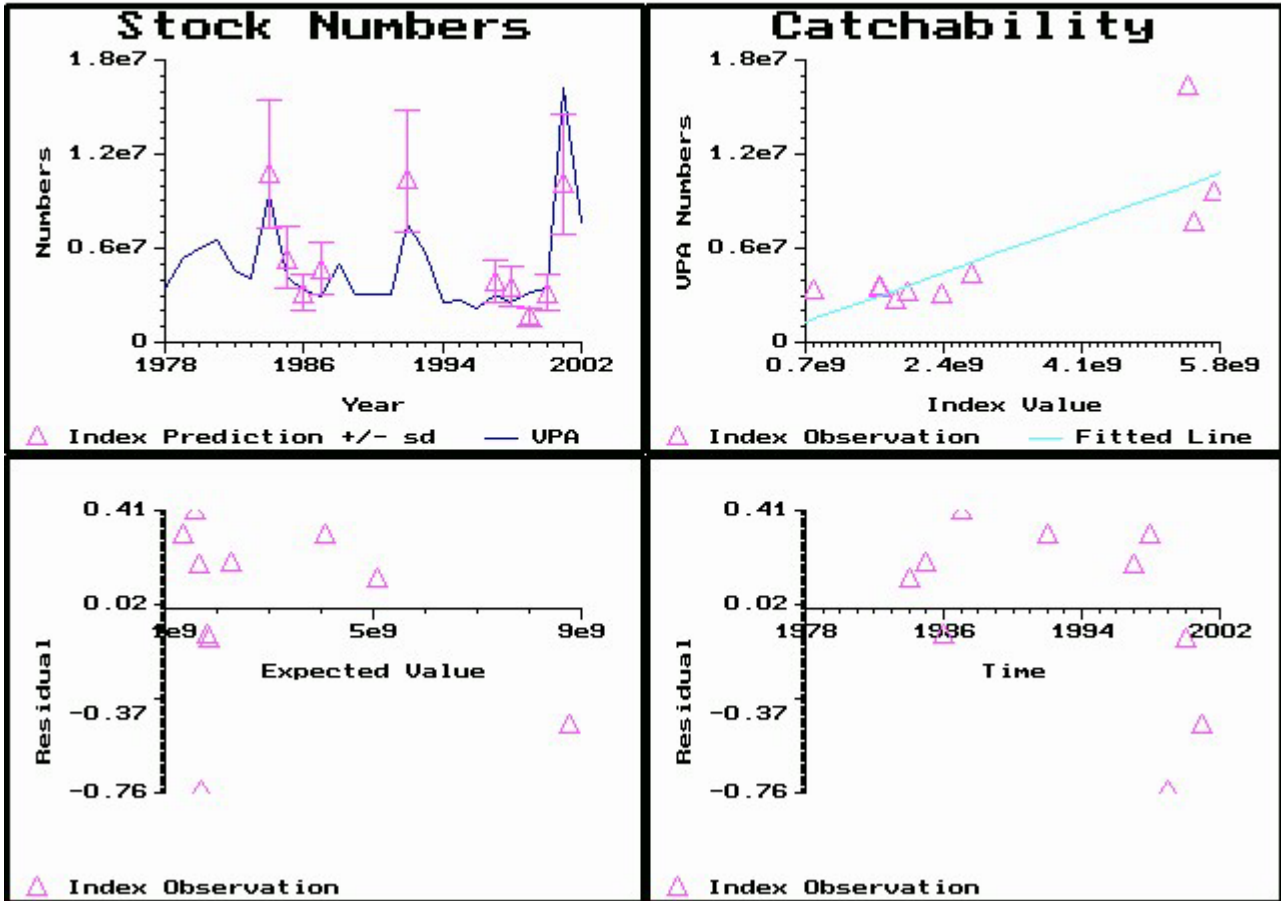 Stock Numbers
1.8e7
1.2e7
0.6e7
0
Numbers
1978 1986 1994 2002
Year
Index Prediction +/- sd VPA
Catchability
1.8e7
1.2e7
0.6e7
0
VPA Numbers
0.7e9 2.4e9 4.1e9 5.8e9
Index Value
Index Observation Fitted Line
0.41
0.02
-0.37
-0.76
Residual
1e9 5e9 9e9
Expected Value
Index Observation
0.41
0.02
-0.37
-0.76
Residual
1978 1986 1994 2002
Time
Index Observation